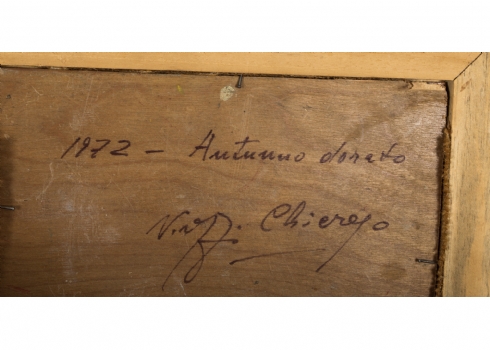 1972 - Autunno dorato
Chierego